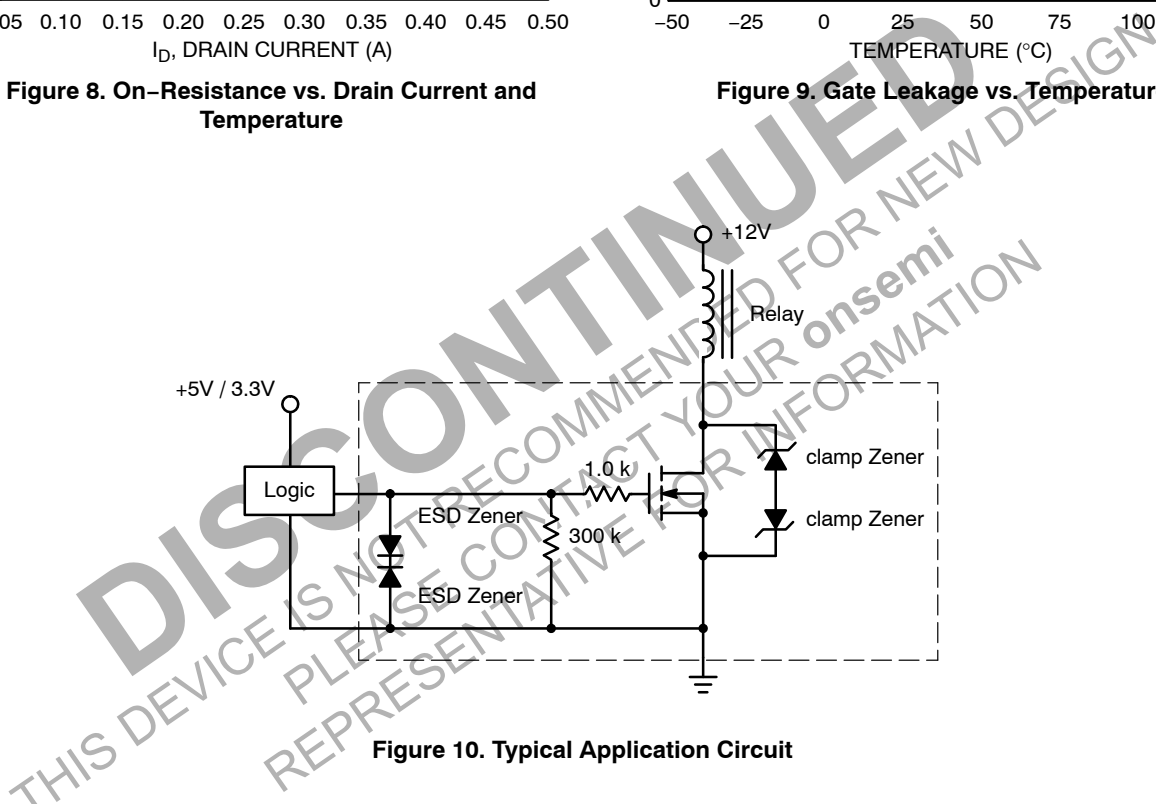 05 0.10 0.15 0.20 0.25 0.30 0.35 0.40 0.45 0.50
I_D, DRAIN CURRENT (A)
Figure 8. On−Resistance vs. Drain Current and
Temperature
0
−50 −25 0 25 50 75 100
TEMPERATURE (°C)
Figure 9. Gate Leakage vs. Temperatur
+12V
Relay
+5V / 3.3V
Logic
ESD Zener
ESD Zener
1.0 k
300 k
clamp Zener
clamp Zener
Figure 10. Typical Application Circuit
DISCONTINUED
THIS DEVICE IS NOT RECOMMENDED FOR NEW DESIGN
PLEASE CONTACT YOUR onsemi
REPRESENTATIVE FOR INFORMATION